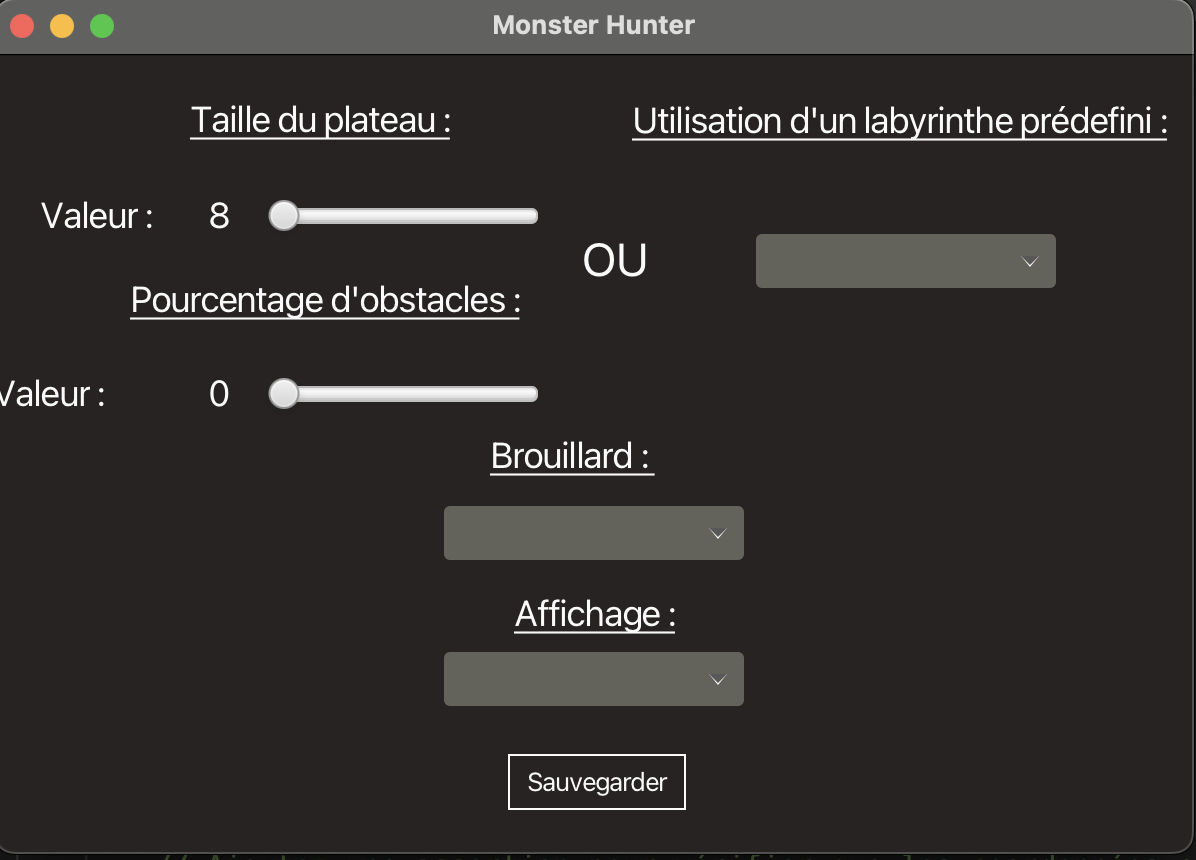 Monster Hunter
Taille du plateau :
Utilisation d'un labyrinthe prédefini :
Valeur : 8
OU
Pourcentage d'obstacles :
Valeur : 0
Brouillard :
Affichage :
Sauvegarder